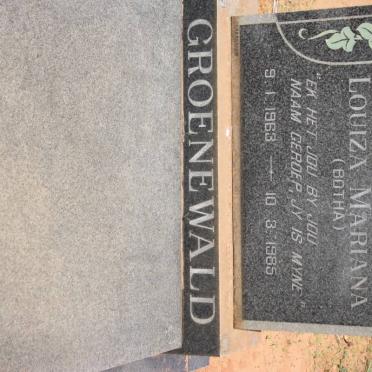 LOUIZA MARIANA
(BOTHA)
"EK HET JOU BY JOU
NAAM GEROEP, JY IS MYNE."
9 . 1 . 1963 → 10 . 3 . 1985
GROENEWALD